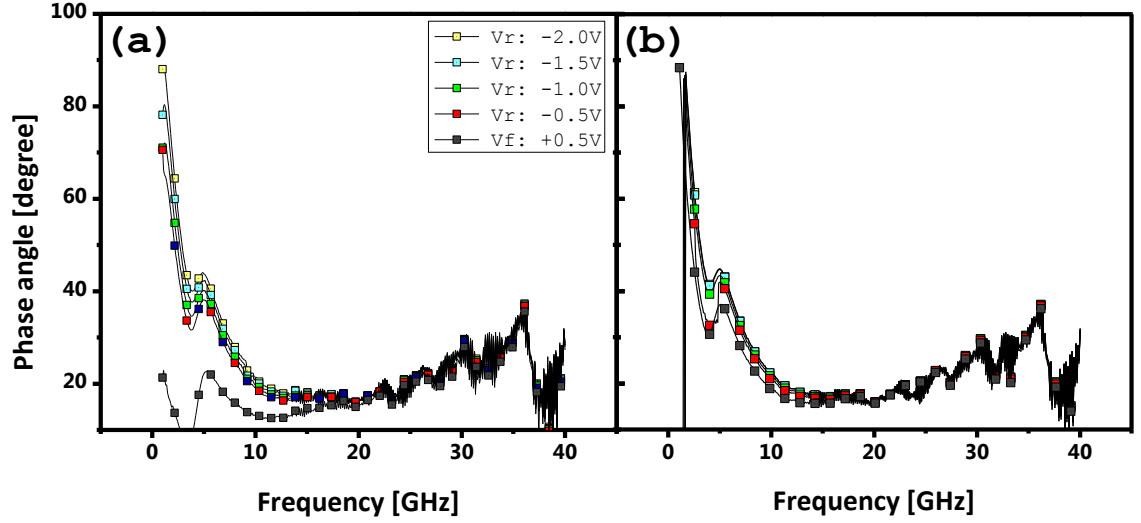 100
80
60
40
20
Phase angle [degree]
(a)
Vr: -2.0V
Vr: -1.5V
Vr: -1.0V
Vr: -0.5V
Vf: +0.5V
(b)
0 10 20 30 40
0 10 20 30 40
Frequency [GHz]
Frequency [GHz]